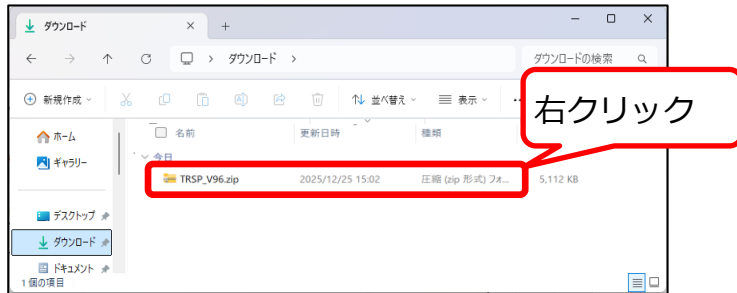 ダウンロード
ダウンロード
ダウンロードの検索
新規作成
並べ替え
表示
右クリック
名前
更新日時
種類
ホーム
ギャラリー
今日
TRSP_V96.zip 2025/12/25 15:02 圧縮 (zip 形式) フォ... 5,112 KB
デスクトップ
ダウンロード
ドキュメント
1 個の項目